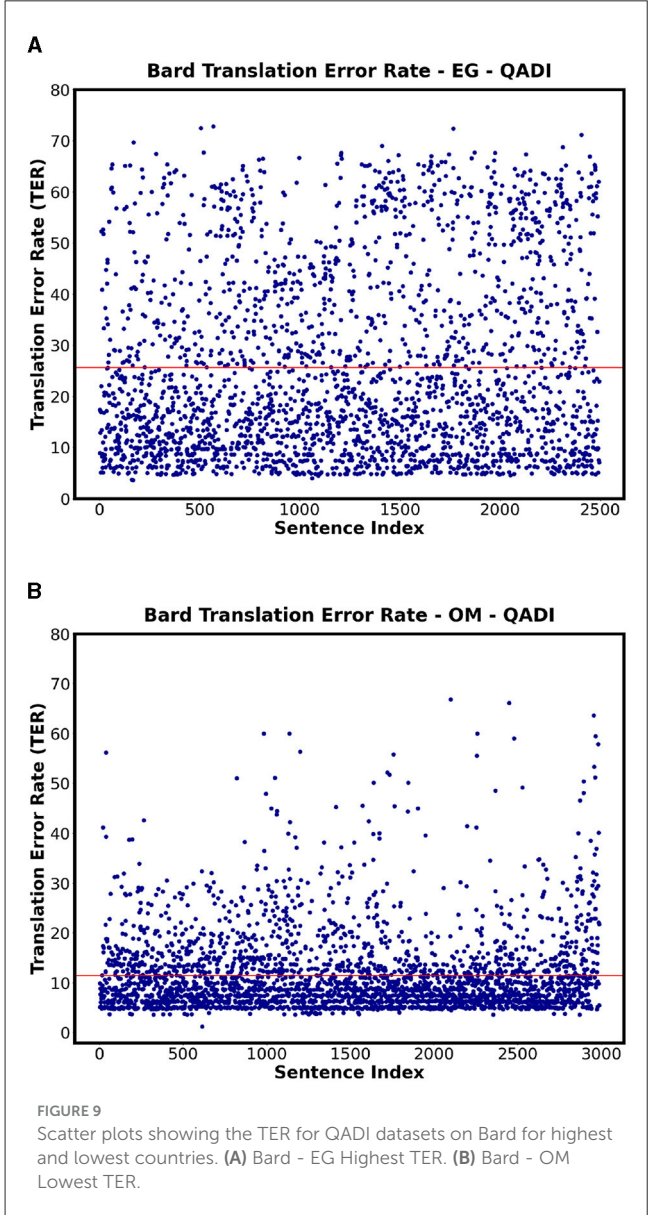 A
Bard Translation Error Rate - EG - QADI
80
70
60
50
40
30
20
10
0
Translation Error Rate (TER)
0 500 1000 1500 2000 2500
Sentence Index
B
Bard Translation Error Rate - OM - QADI
80
70
60
50
40
30
20
10
0
Translation Error Rate (TER)
0 500 1000 1500 2000 2500 3000
Sentence Index
FIGURE 9
Scatter plots showing the TER for QADI datasets on Bard for highest
and lowest countries. (A) Bard - EG Highest TER. (B) Bard - OM
Lowest TER.